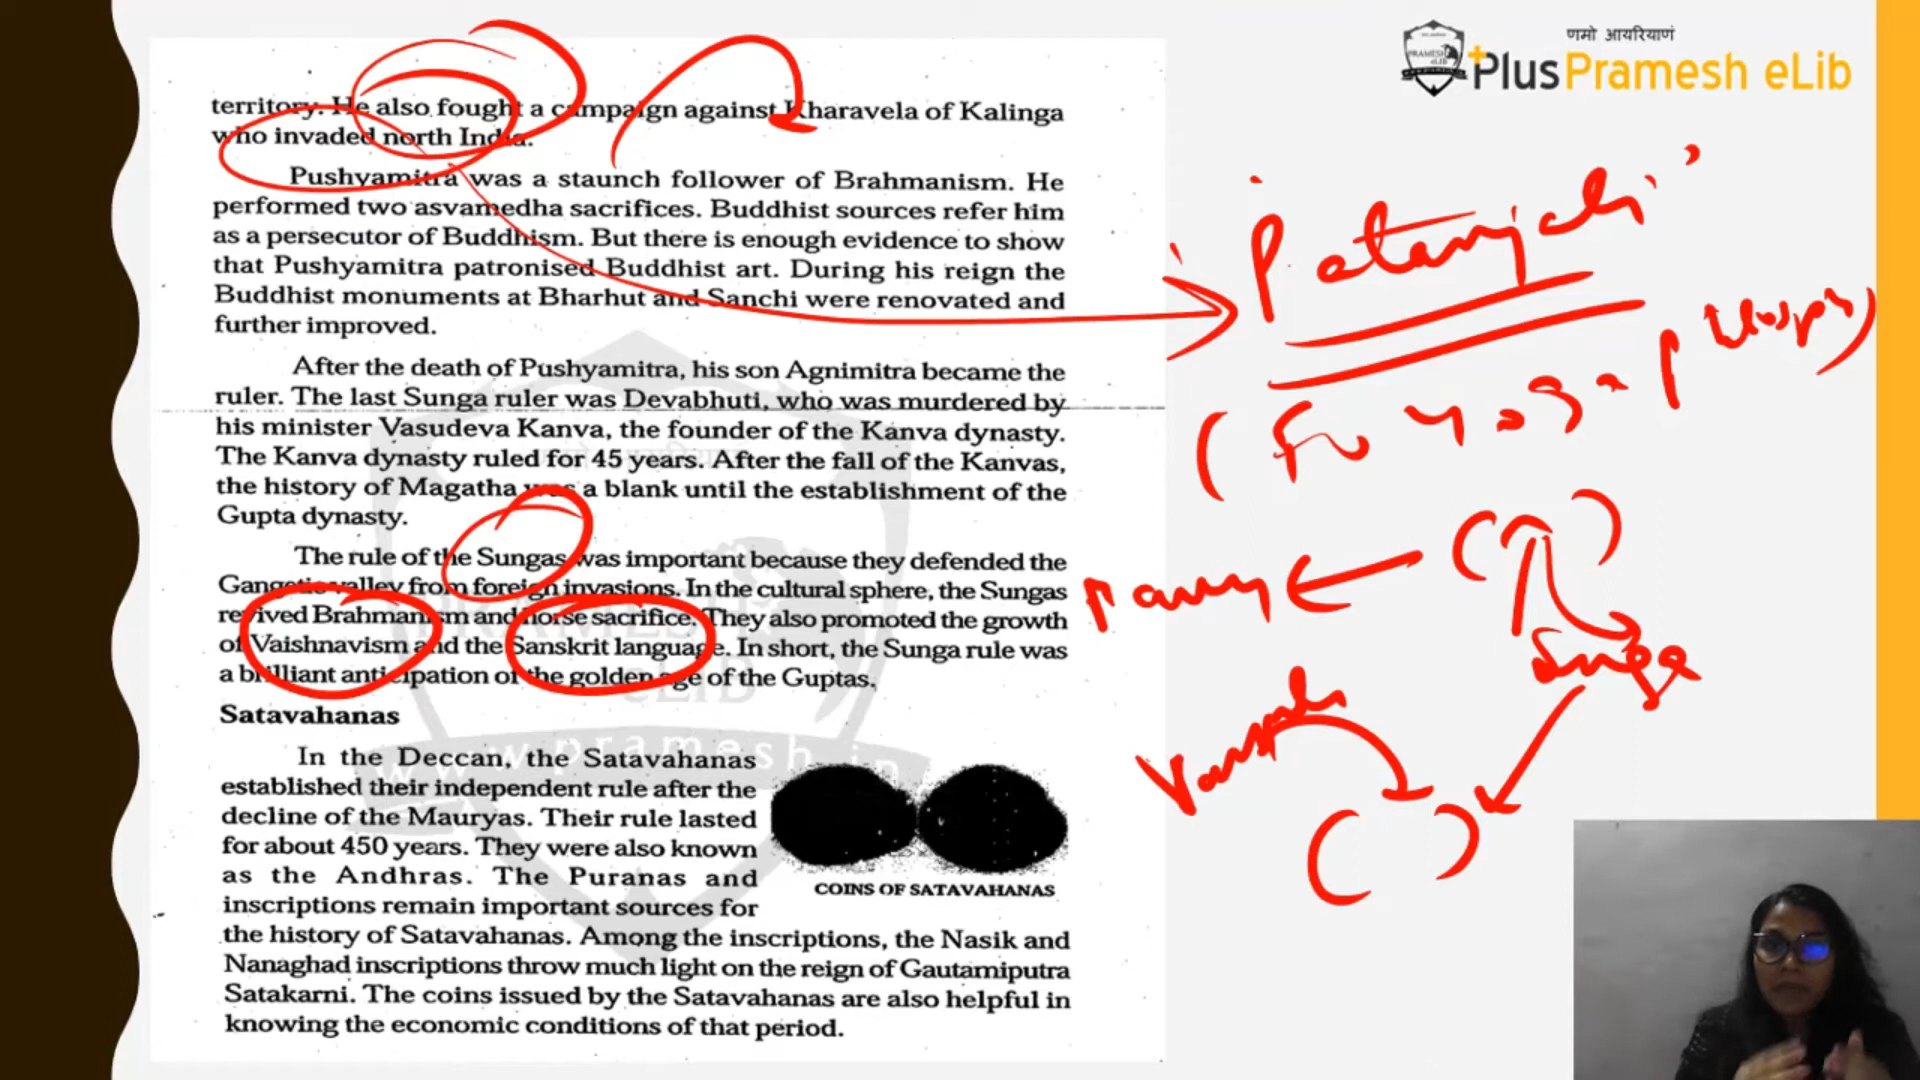 territory. He also fought a campaign against Kharavela of Kalinga
who invaded north India.
Pushyamitra was a staunch follower of Brahmanism. He
performed two asvamedha sacrifices. Buddhist sources refer him
as a persecutor of Buddhism. But there is enough evidence to show
that Pushyamitra patronised Buddhist art. During his reign the
Buddhist monuments at Bharhut and Sanchi were renovated and
further improved.
After the death of Pushyamitra, his son Agnimitra became the
ruler. The last Sunga ruler was Devabhuti, who was murdered by
his minister Vasudeva Kanva, the founder of the Kanva dynasty.
The Kanva dynasty ruled for 45 years. After the fall of the Kanvas,
the history of Magatha was a blank until the establishment of the
Gupta dynasty.
The rule of the Sungas was important because they defended the
Gangetic valley from foreign invasions. In the cultural sphere, the Sungas
revived Brahmanism and horse sacrifice. They also promoted the growth
of Vaishnavism and the Sanskrit language. In short, the Sunga rule was
a brilliant anticipation of the golden age of the Guptas.
Satavahanas
In the Deccan, the Satavahanas
established their independent rule after the
decline of the Mauryas. Their rule lasted
for about 450 years. They were also known
as the Andhras. The Puranas and
inscriptions remain important sources for
the history of Satavahanas. Among the inscriptions, the Nasik and
Nanaghad inscriptions throw much light on the reign of Gautamiputra
Satakarni. The coins issued by the Satavahanas are also helpful in
knowing the economic conditions of that period.
COINS OF SATAVAHANAS
www.pramesh.in
PRAMESH
eLIB
णमो आयरियाणं
PRAMESH
eLIB
+Plus Pramesh eLib
Patanjali
Sunga